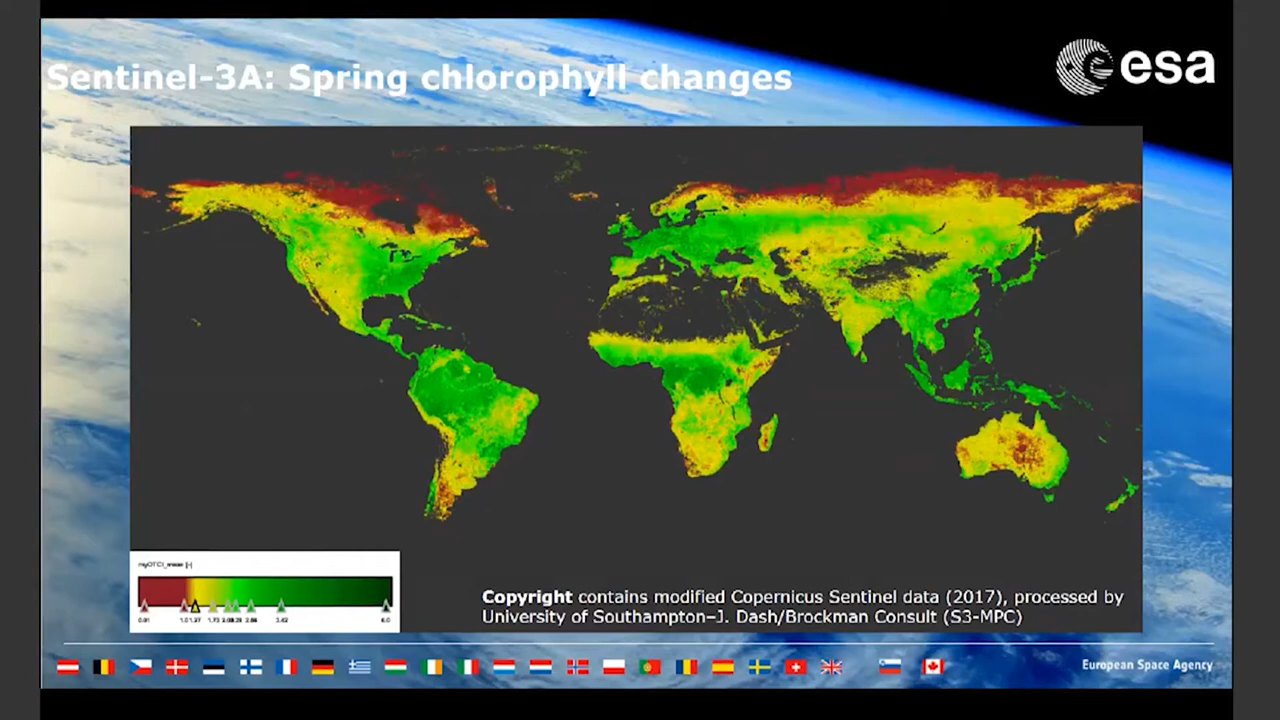 Sentinel-3A: Spring chlorophyll changes
esa
myOTCI_mean [-]
Copyright contains modified Copernicus Sentinel data (2017), processed by
University of Southampton–J. Dash/Brockman Consult (S3-MPC)
European Space Agency